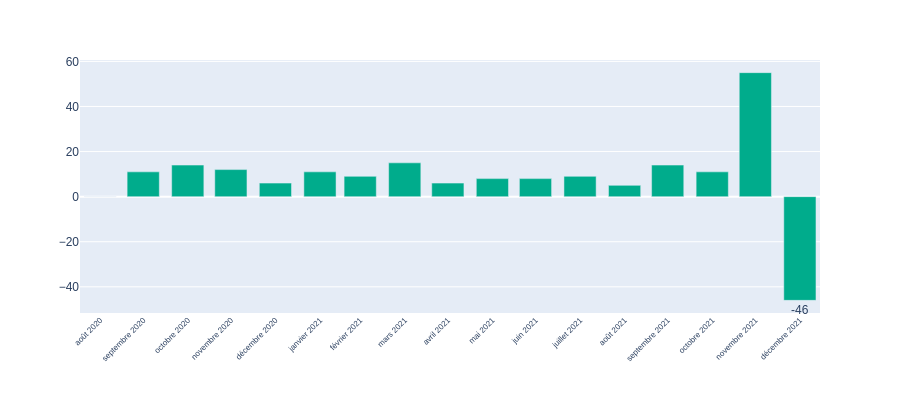 60
40
20
0
−20
−40
-46
août 2020
septembre 2020
octobre 2020
novembre 2020
décembre 2020
janvier 2021
février 2021
mars 2021
avril 2021
mai 2021
juin 2021
juillet 2021
août 2021
septembre 2021
octobre 2021
novembre 2021
décembre 2021